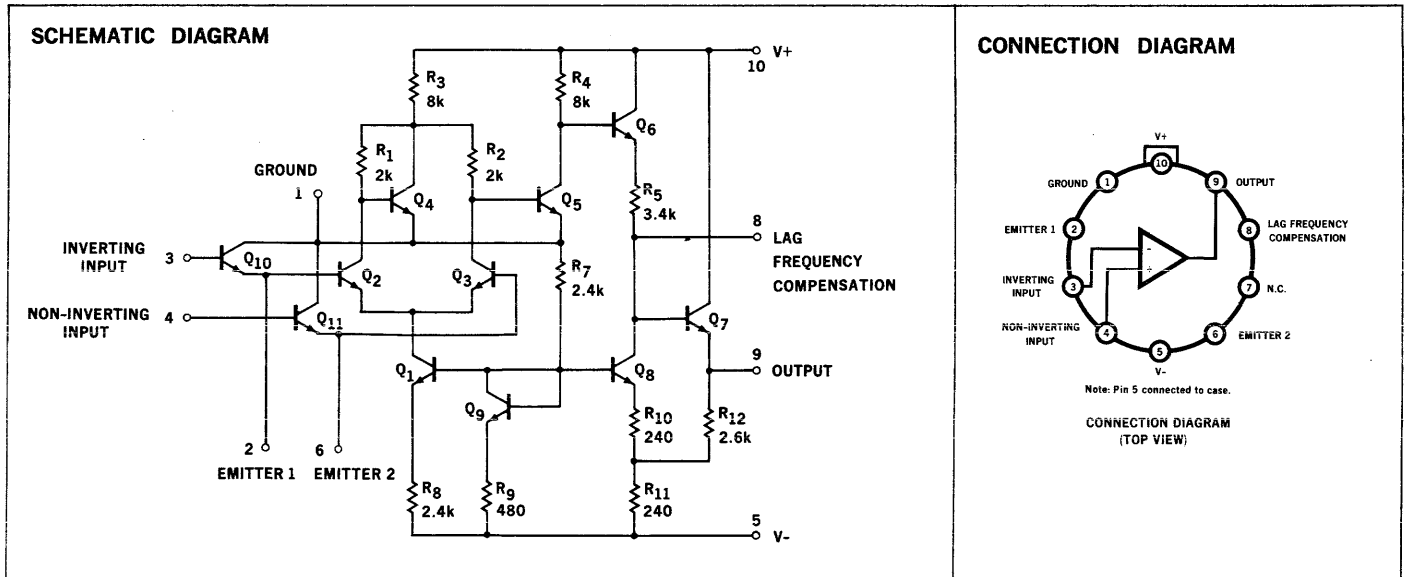 SCHEMATIC DIAGRAM
V+
10
R3
8k
R4
8k
Q6
R1
2k
R2
2k
GROUND
1
Q4
Q5
R5
3.4k
8
LAG
FREQUENCY
COMPENSATION
INVERTING
INPUT
3
Q10
Q2
Q3
R7
2.4k
NON-INVERTING
INPUT
4
Q11
Q7
9
OUTPUT
Q1
Q8
Q9
R10
240
R12
2.6k
2
EMITTER 1
6
EMITTER 2
R8
2.4k
R9
480
R11
240
5
V-
CONNECTION DIAGRAM
V+
10
GROUND
1
9
OUTPUT
EMITTER 1
2
8
LAG FREQUENCY
COMPENSATION
-
+
INVERTING
INPUT
3
7
N.C.
NON-INVERTING
INPUT
4
6
EMITTER 2
5
V-
Note: Pin 5 connected to case.
CONNECTION DIAGRAM
(TOP VIEW)